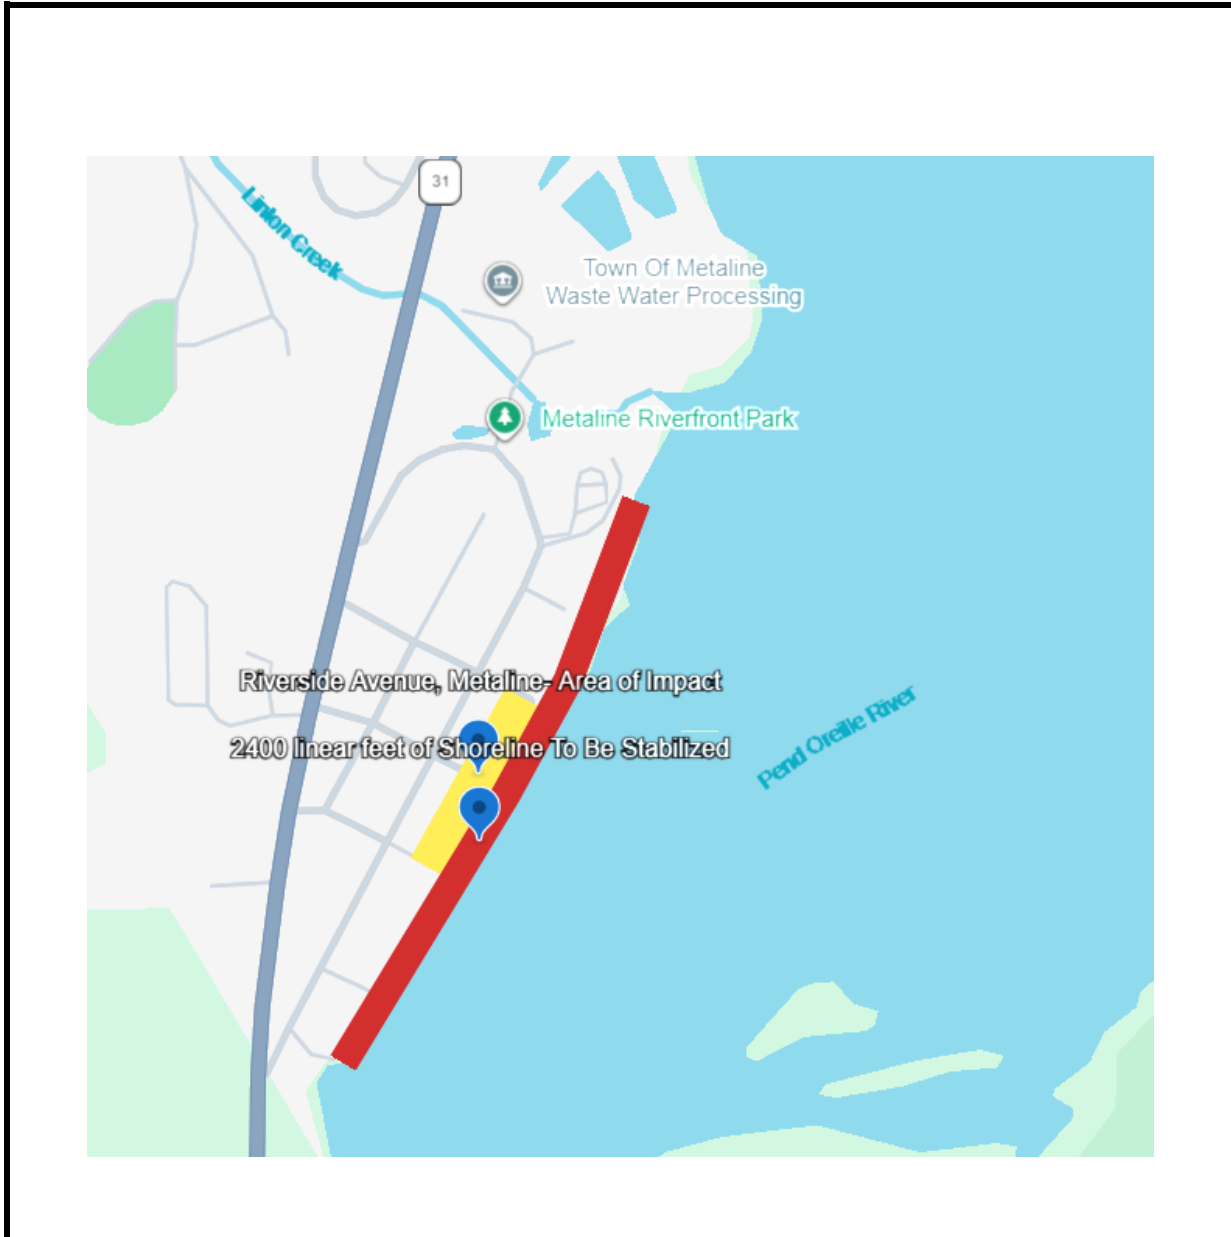 31
Linton Creek
Town Of Metaline
Waste Water Processing
Metaline Riverfront Park
Riverside Avenue, Metaline- Area of Impact
2400 linear feet of Shoreline To Be Stabilized
Pend Oreille River